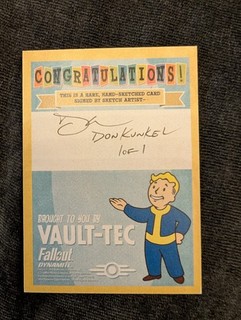 CONGRATULATIONS!
THIS IS A RARE, HAND-SKETCHED CARD
SIGNED BY SKETCH ARTIST-
DON KUNKEL
1 of 1
BROUGHT TO YOU BY
VAULT-TEC
Fallout
DYNAMITE